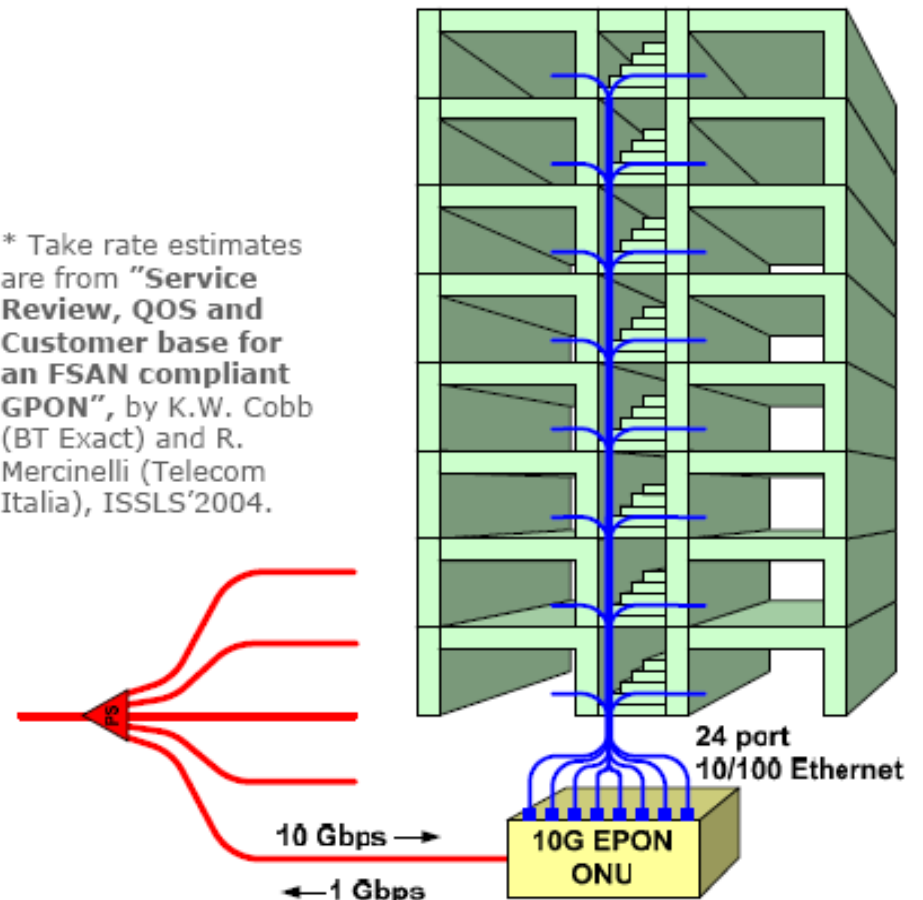 * Take rate estimates
are from ”Service
Review, QOS and
Customer base for
an FSAN compliant
GPON”, by K.W. Cobb
(BT Exact) and R.
Mercinelli (Telecom
Italia), ISSLS’2004.
PS
24 port
10/100 Ethernet
10 Gbps
10G EPON
ONU
1 Gbps